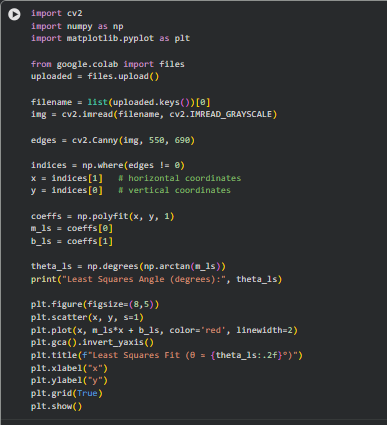 import cv2
import numpy as np
import matplotlib.pyplot as plt
from google.colab import files
uploaded = files.upload()
filename = list(uploaded.keys())[0]
img = cv2.imread(filename, cv2.IMREAD_GRAYSCALE)
edges = cv2.Canny(img, 550, 690)
indices = np.where(edges != 0)
x = indices[1]   # horizontal coordinates
y = indices[0]   # vertical coordinates
coeffs = np.polyfit(x, y, 1)
m_ls = coeffs[0]
b_ls = coeffs[1]
theta_ls = np.degrees(np.arctan(m_ls))
print("Least Squares Angle (degrees):", theta_ls)
plt.figure(figsize=(8,5))
plt.scatter(x, y, s=1)
plt.plot(x, m_ls*x + b_ls, color='red', linewidth=2)
plt.gca().invert_yaxis()
plt.title(f"Least Squares Fit (θ = {theta_ls:.2f}°)")
plt.xlabel("x")
plt.ylabel("y")
plt.grid(True)
plt.show()